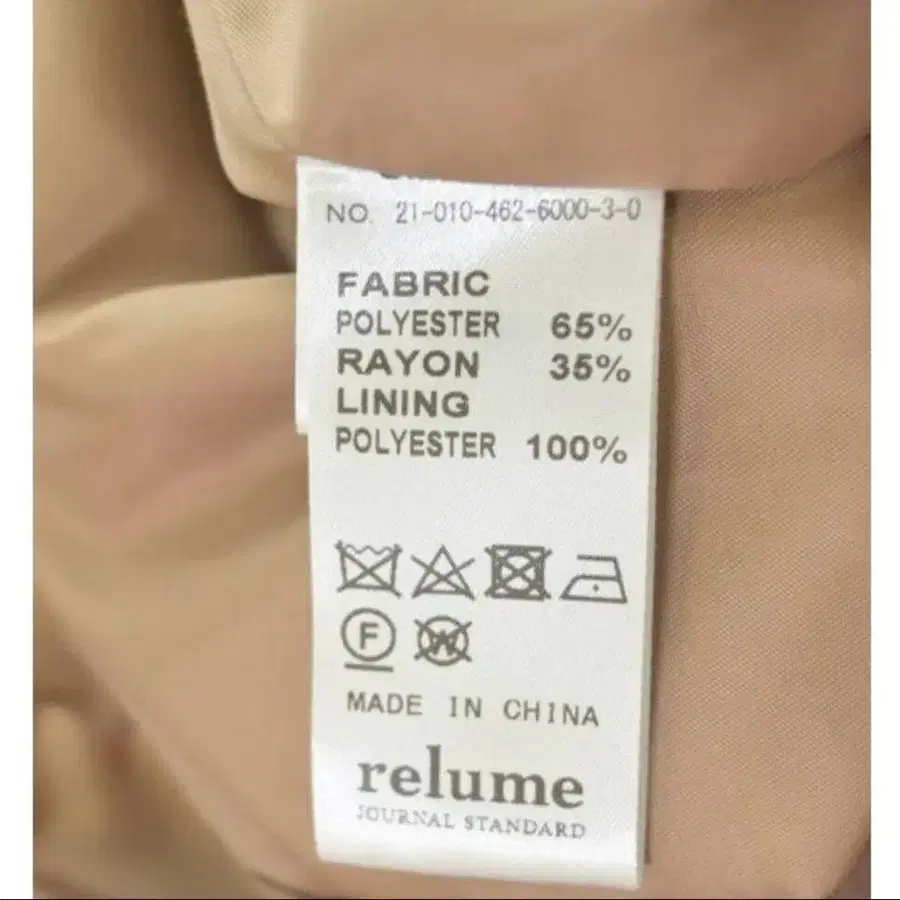 NO. 21-010-462-6000-3-0
FABRIC
POLYESTER 65%
RAYON 35%
LINING
POLYESTER 100%
F
W
MADE IN CHINA
relume
JOURNAL STANDARD